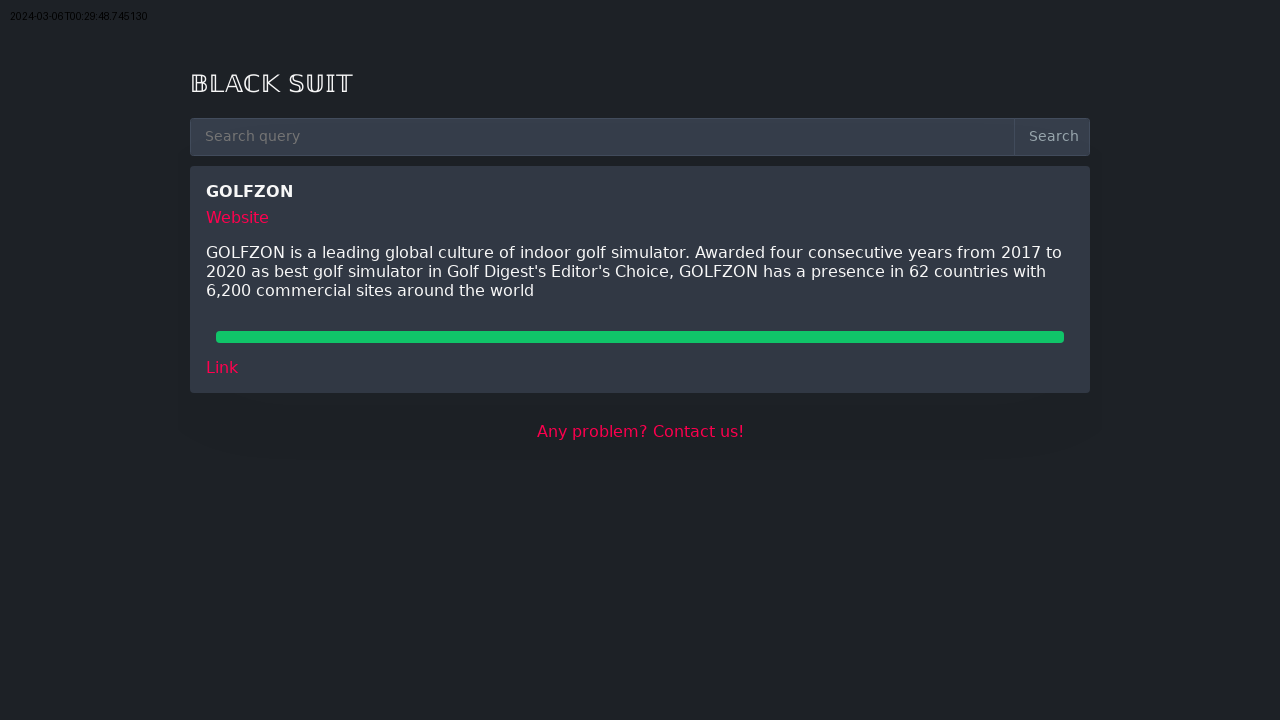 2024-03-06T00:29:48.745130
𝔹𝕃𝔸ℂ𝕂 𝕊𝕌𝕀𝕋
Search query
Search
GOLFZON
Website
GOLFZON is a leading global culture of indoor golf simulator. Awarded four consecutive years from 2017 to
2020 as best golf simulator in Golf Digest's Editor's Choice, GOLFZON has a presence in 62 countries with
6,200 commercial sites around the world
Link
Any problem? Contact us!